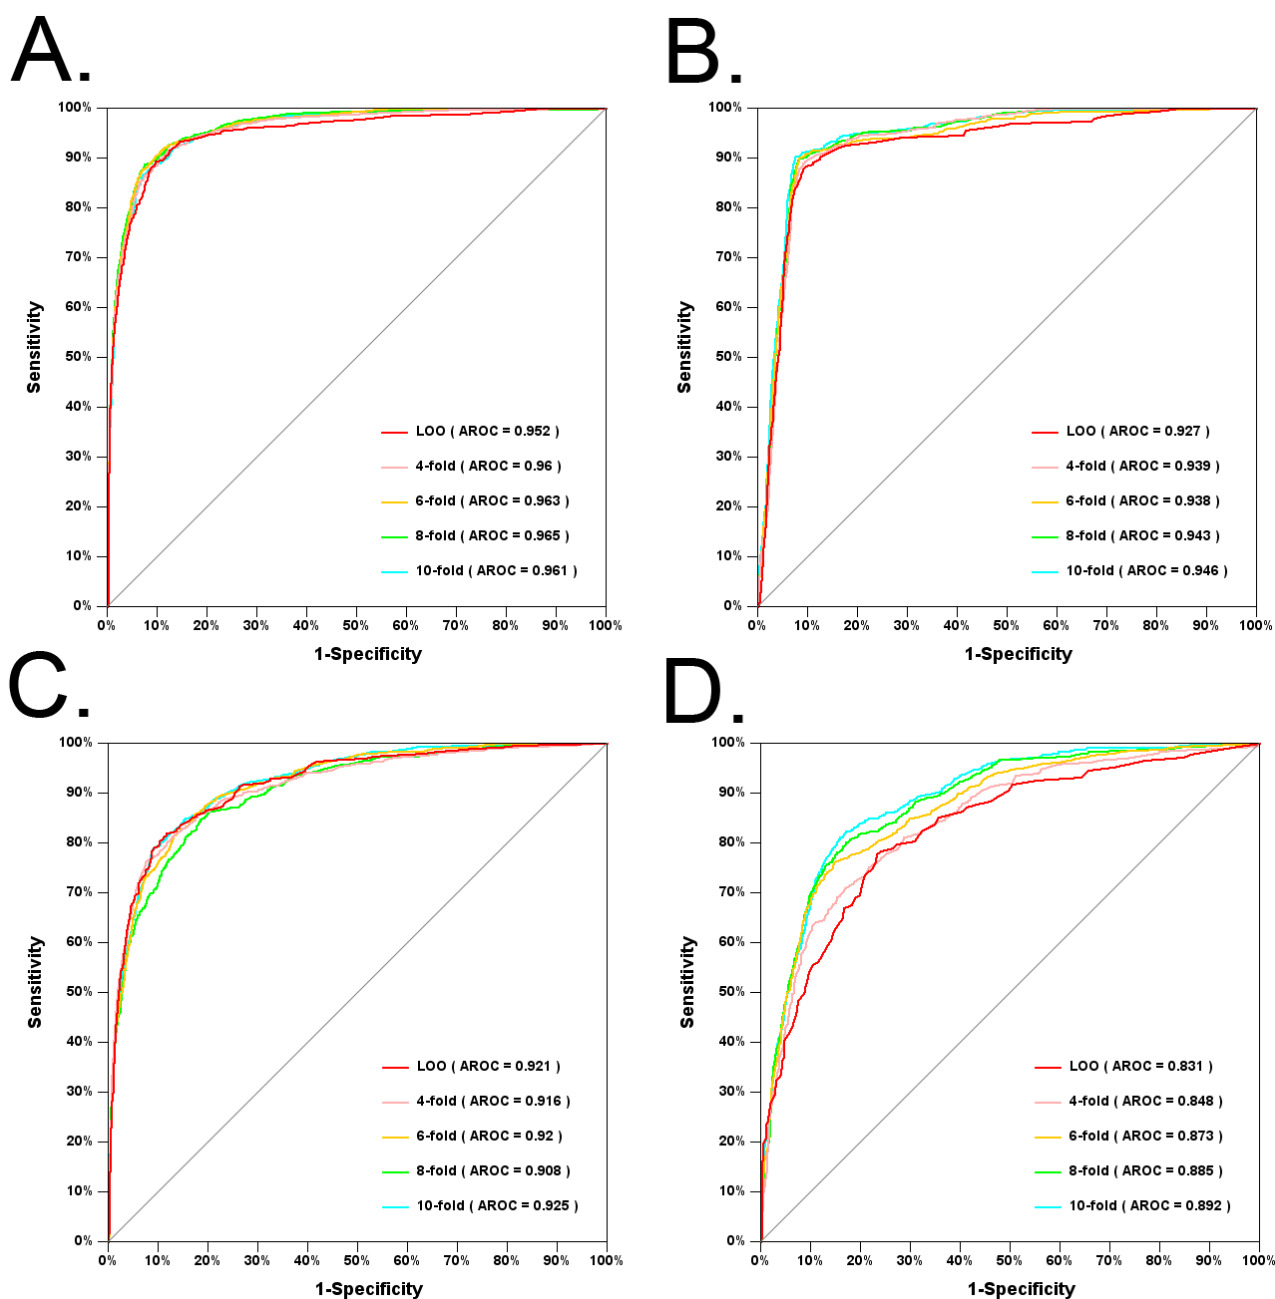 A.
100%
90%
80%
70%
60%
50%
40%
30%
20%
10%
0%
Sensitivity
LOO ( AROC = 0.952 )
4-fold ( AROC = 0.96 )
6-fold ( AROC = 0.963 )
8-fold ( AROC = 0.965 )
10-fold ( AROC = 0.961 )
0% 10% 20% 30% 40% 50% 60% 70% 80% 90% 100%
1-Specificity
B.
100%
90%
80%
70%
60%
50%
40%
30%
20%
10%
0%
Sensitivity
LOO ( AROC = 0.927 )
4-fold ( AROC = 0.939 )
6-fold ( AROC = 0.938 )
8-fold ( AROC = 0.943 )
10-fold ( AROC = 0.946 )
0% 10% 20% 30% 40% 50% 60% 70% 80% 90% 100%
1-Specificity
C.
100%
90%
80%
70%
60%
50%
40%
30%
20%
10%
0%
Sensitivity
LOO ( AROC = 0.921 )
4-fold ( AROC = 0.916 )
6-fold ( AROC = 0.92 )
8-fold ( AROC = 0.908 )
10-fold ( AROC = 0.925 )
0% 10% 20% 30% 40% 50% 60% 70% 80% 90% 100%
1-Specificity
D.
100%
90%
80%
70%
60%
50%
40%
30%
20%
10%
0%
Sensitivity
LOO ( AROC = 0.831 )
4-fold ( AROC = 0.848 )
6-fold ( AROC = 0.873 )
8-fold ( AROC = 0.885 )
10-fold ( AROC = 0.892 )
0% 10% 20% 30% 40% 50% 60% 70% 80% 90% 100%
1-Specificity